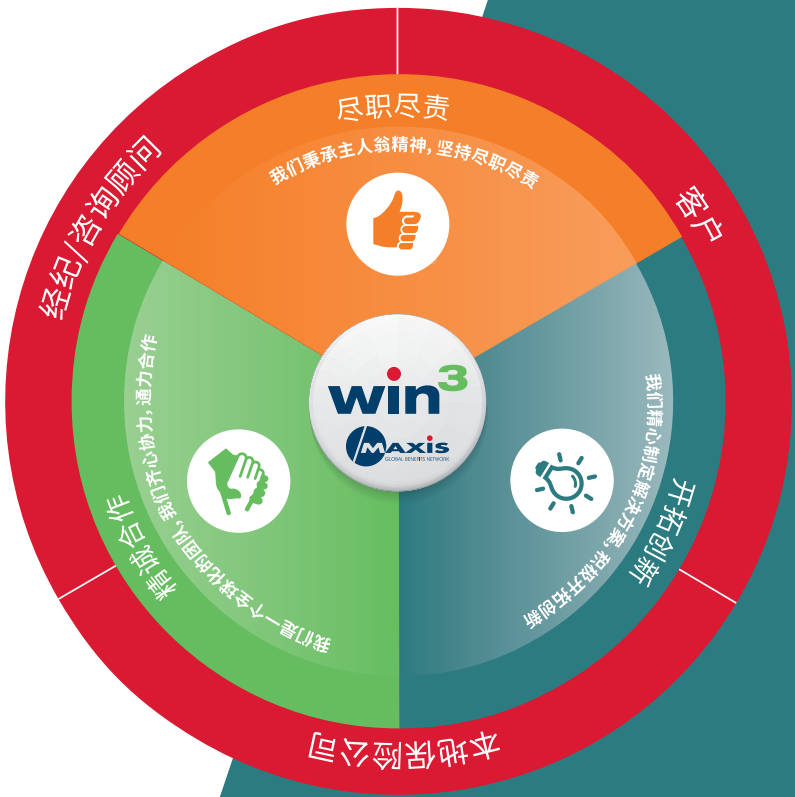 经纪/咨询顾问
客户
本地保险公司
尽职尽责
我们秉承主人翁精神，坚持尽职尽责
开拓创新
我们精心制定解决方案，积极开拓创新
精诚合作
我们是一个全球化的团队，我们齐心协力，通力合作
win3
MAXIS
GLOBAL BENEFITS NETWORK